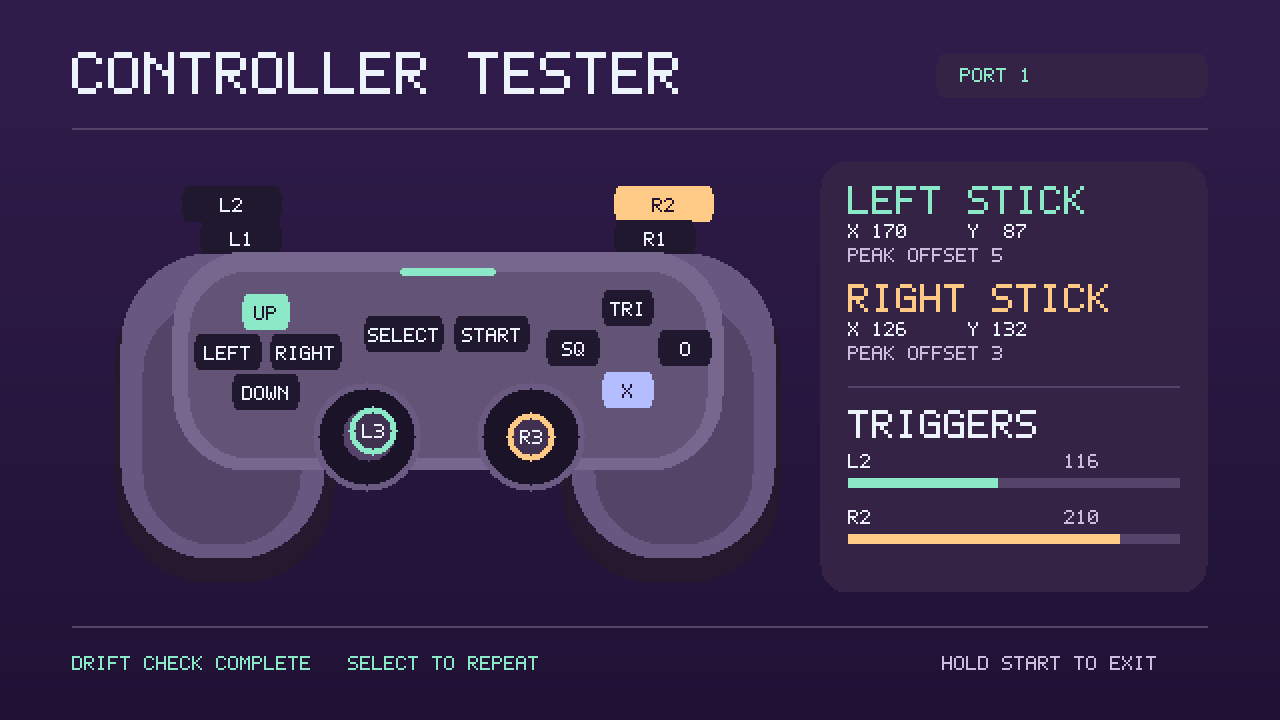 CONTROLLER TESTER
PORT 1
L2
R2
L1
R1
UP
TRI
SELECT
START
LEFT
RIGHT
SQ
O
DOWN
X
L3
R3
LEFT STICK
X 170 Y 87
PEAK OFFSET 5
RIGHT STICK
X 126 Y 132
PEAK OFFSET 3
TRIGGERS
L2 116
R2 210
DRIFT CHECK COMPLETE SELECT TO REPEAT
HOLD START TO EXIT